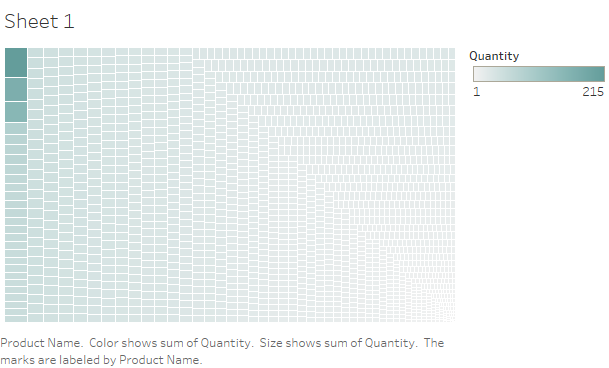 Sheet 1
Quantity
1 215
Product Name.  Color shows sum of Quantity.  Size shows sum of Quantity.  The
marks are labeled by Product Name.